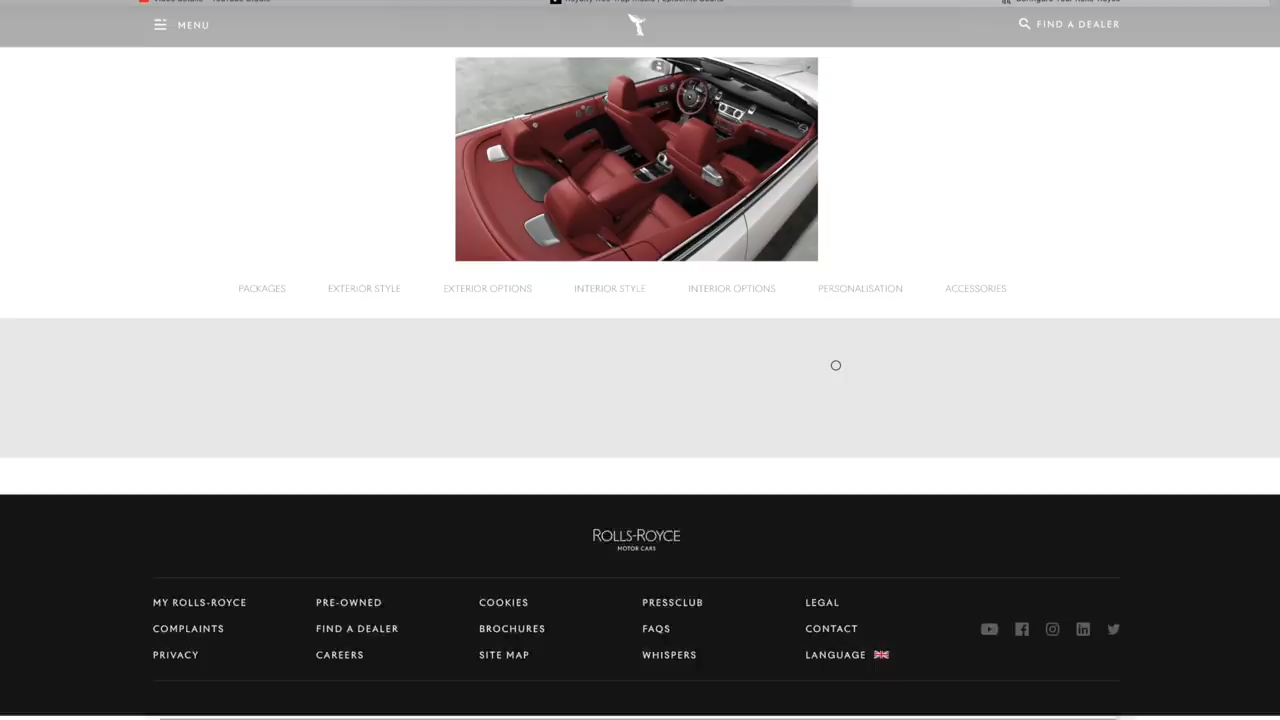 MENU
FIND A DEALER
PACKAGES EXTERIOR STYLE EXTERIOR OPTIONS INTERIOR STYLE INTERIOR OPTIONS PERSONALISATION ACCESSORIES
ROLLS-ROYCE
MOTOR CARS
MY ROLLS-ROYCE PRE-OWNED COOKIES PRESSCLUB LEGAL
COMPLAINTS FIND A DEALER BROCHURES FAQS CONTACT
PRIVACY CAREERS SITE MAP WHISPERS LANGUAGE